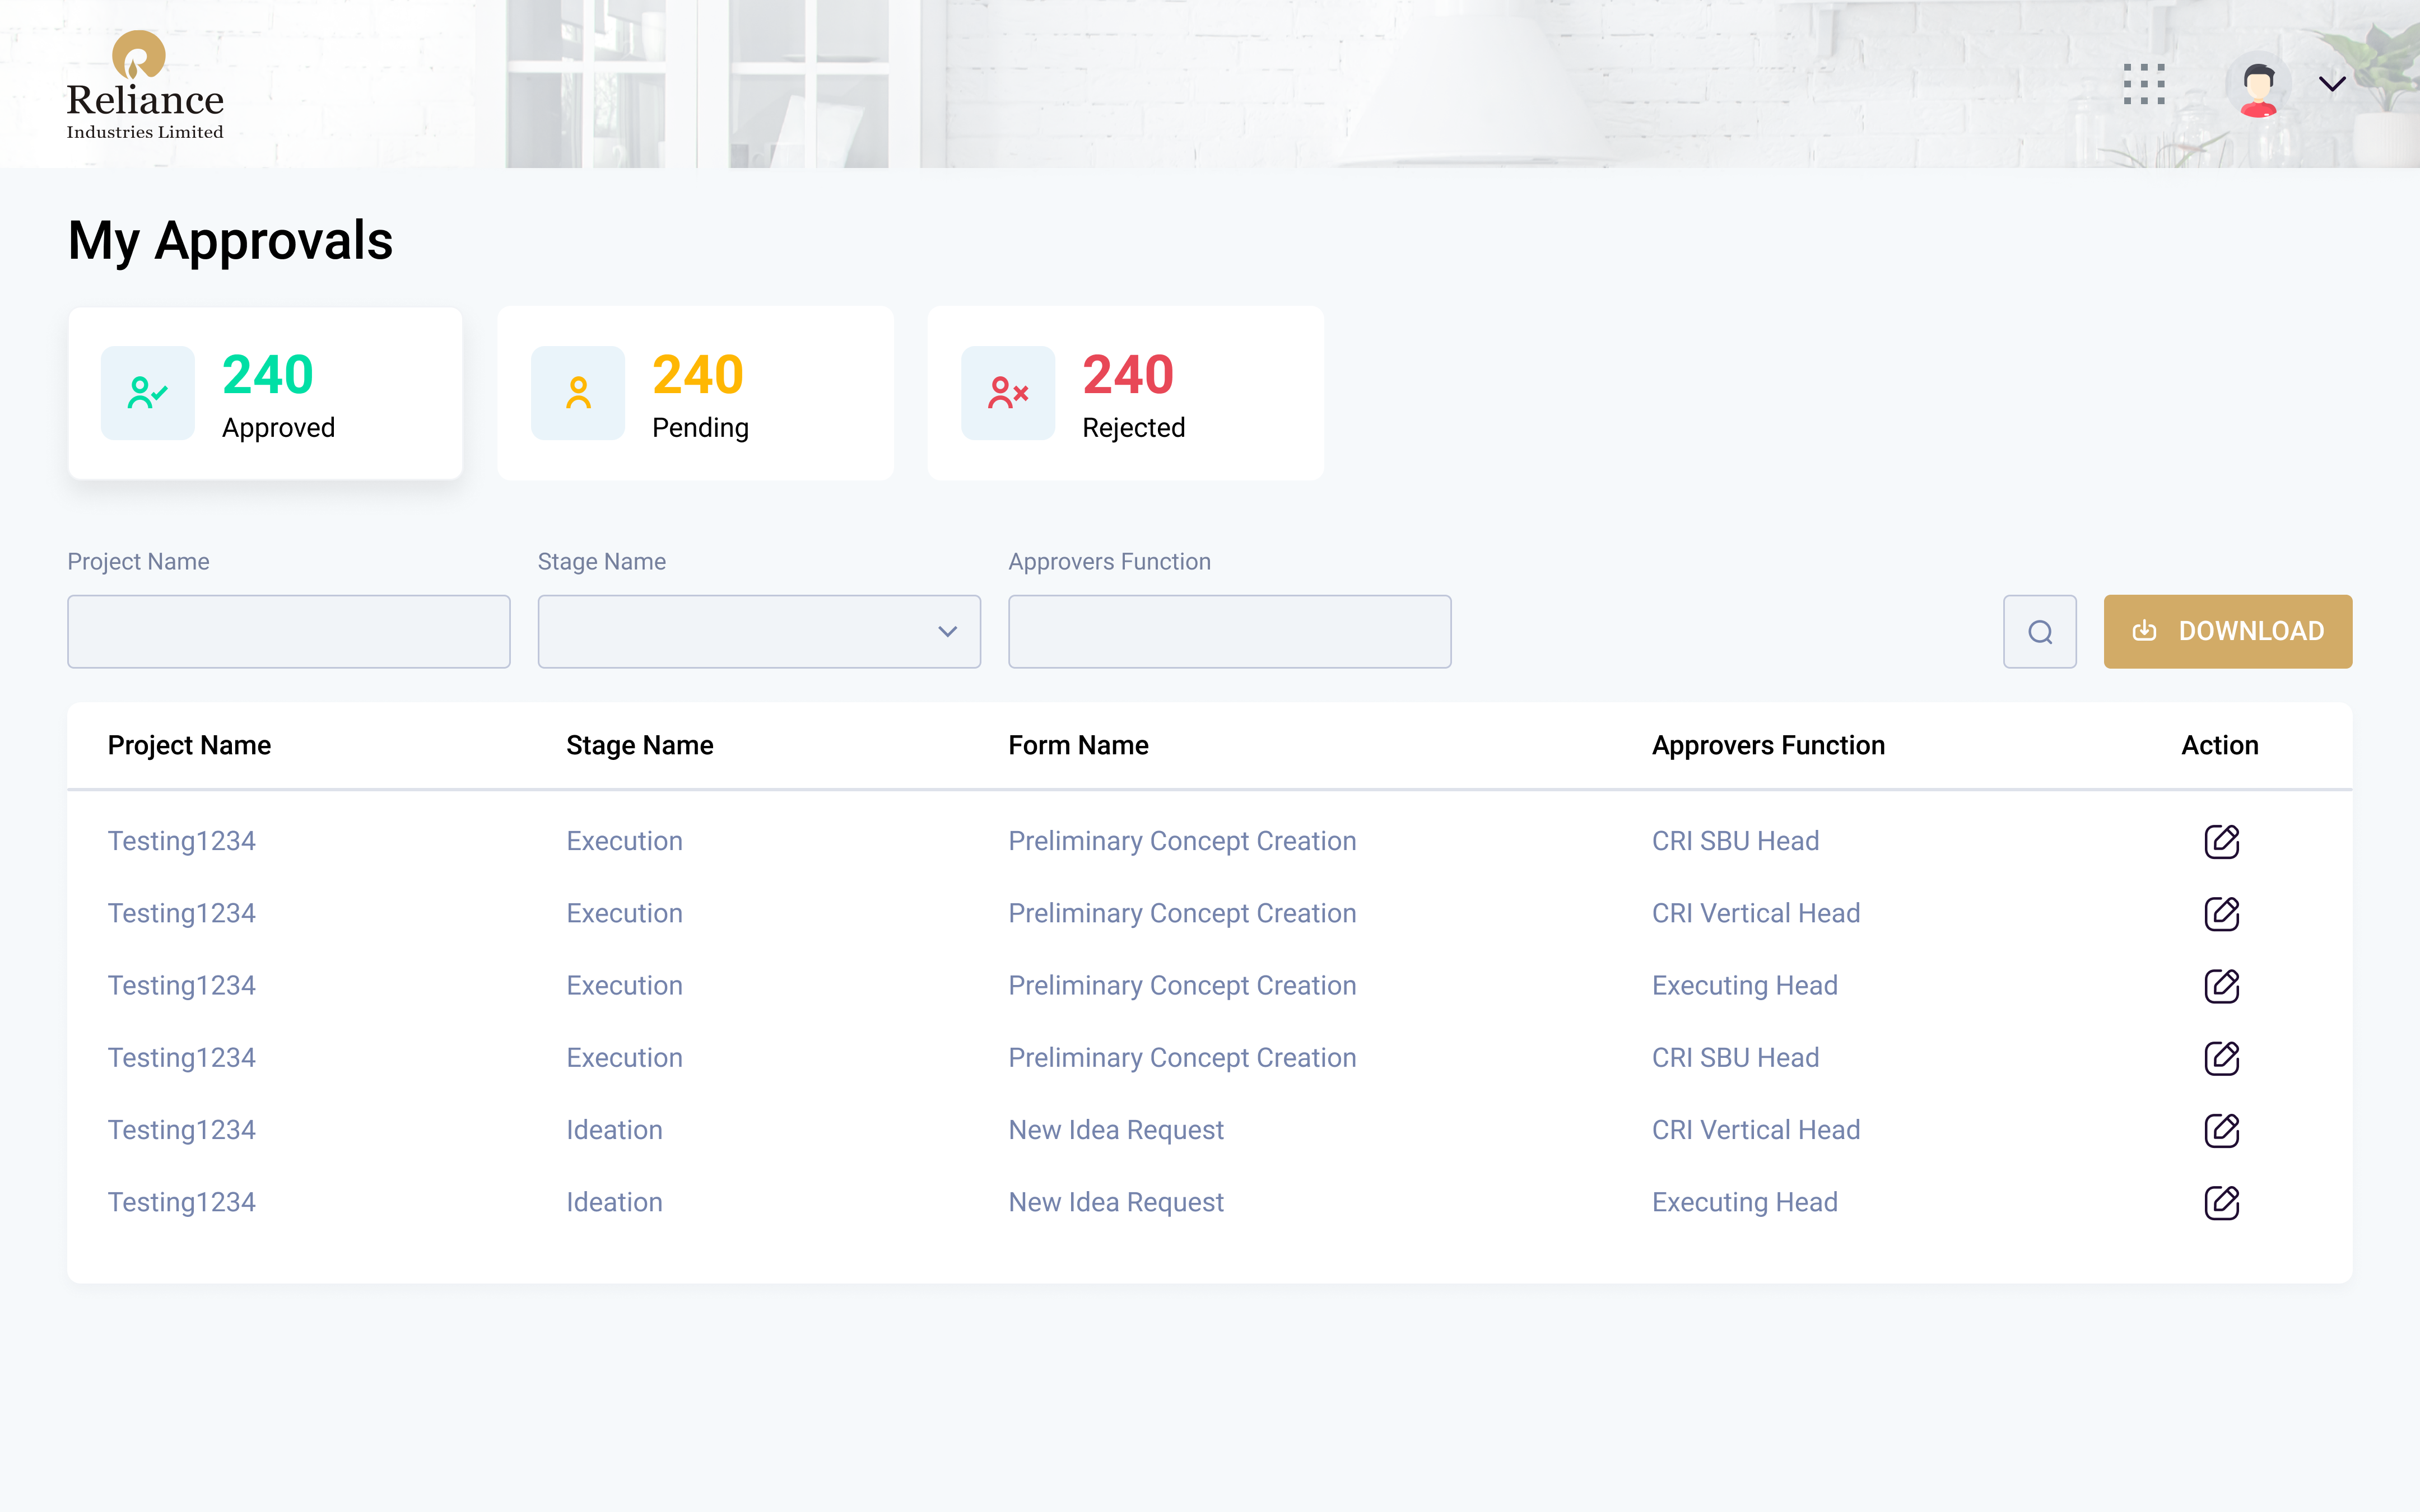 Reliance
Industries Limited
My Approvals
240
Approved
240
Pending
240
Rejected
Project Name
Stage Name
Approvers Function
DOWNLOAD
Project Name Stage Name Form Name Approvers Function Action
Testing1234 Execution Preliminary Concept Creation CRI SBU Head
Testing1234 Execution Preliminary Concept Creation CRI Vertical Head
Testing1234 Execution Preliminary Concept Creation Executing Head
Testing1234 Execution Preliminary Concept Creation CRI SBU Head
Testing1234 Ideation New Idea Request CRI Vertical Head
Testing1234 Ideation New Idea Request Executing Head